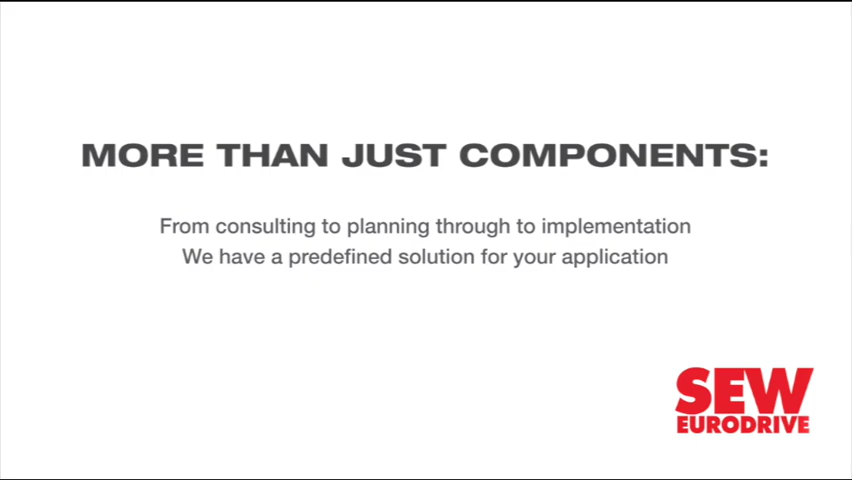 MORE THAN JUST COMPONENTS:
From consulting to planning through to implementation
We have a predefined solution for your application
SEW
EURODRIVE